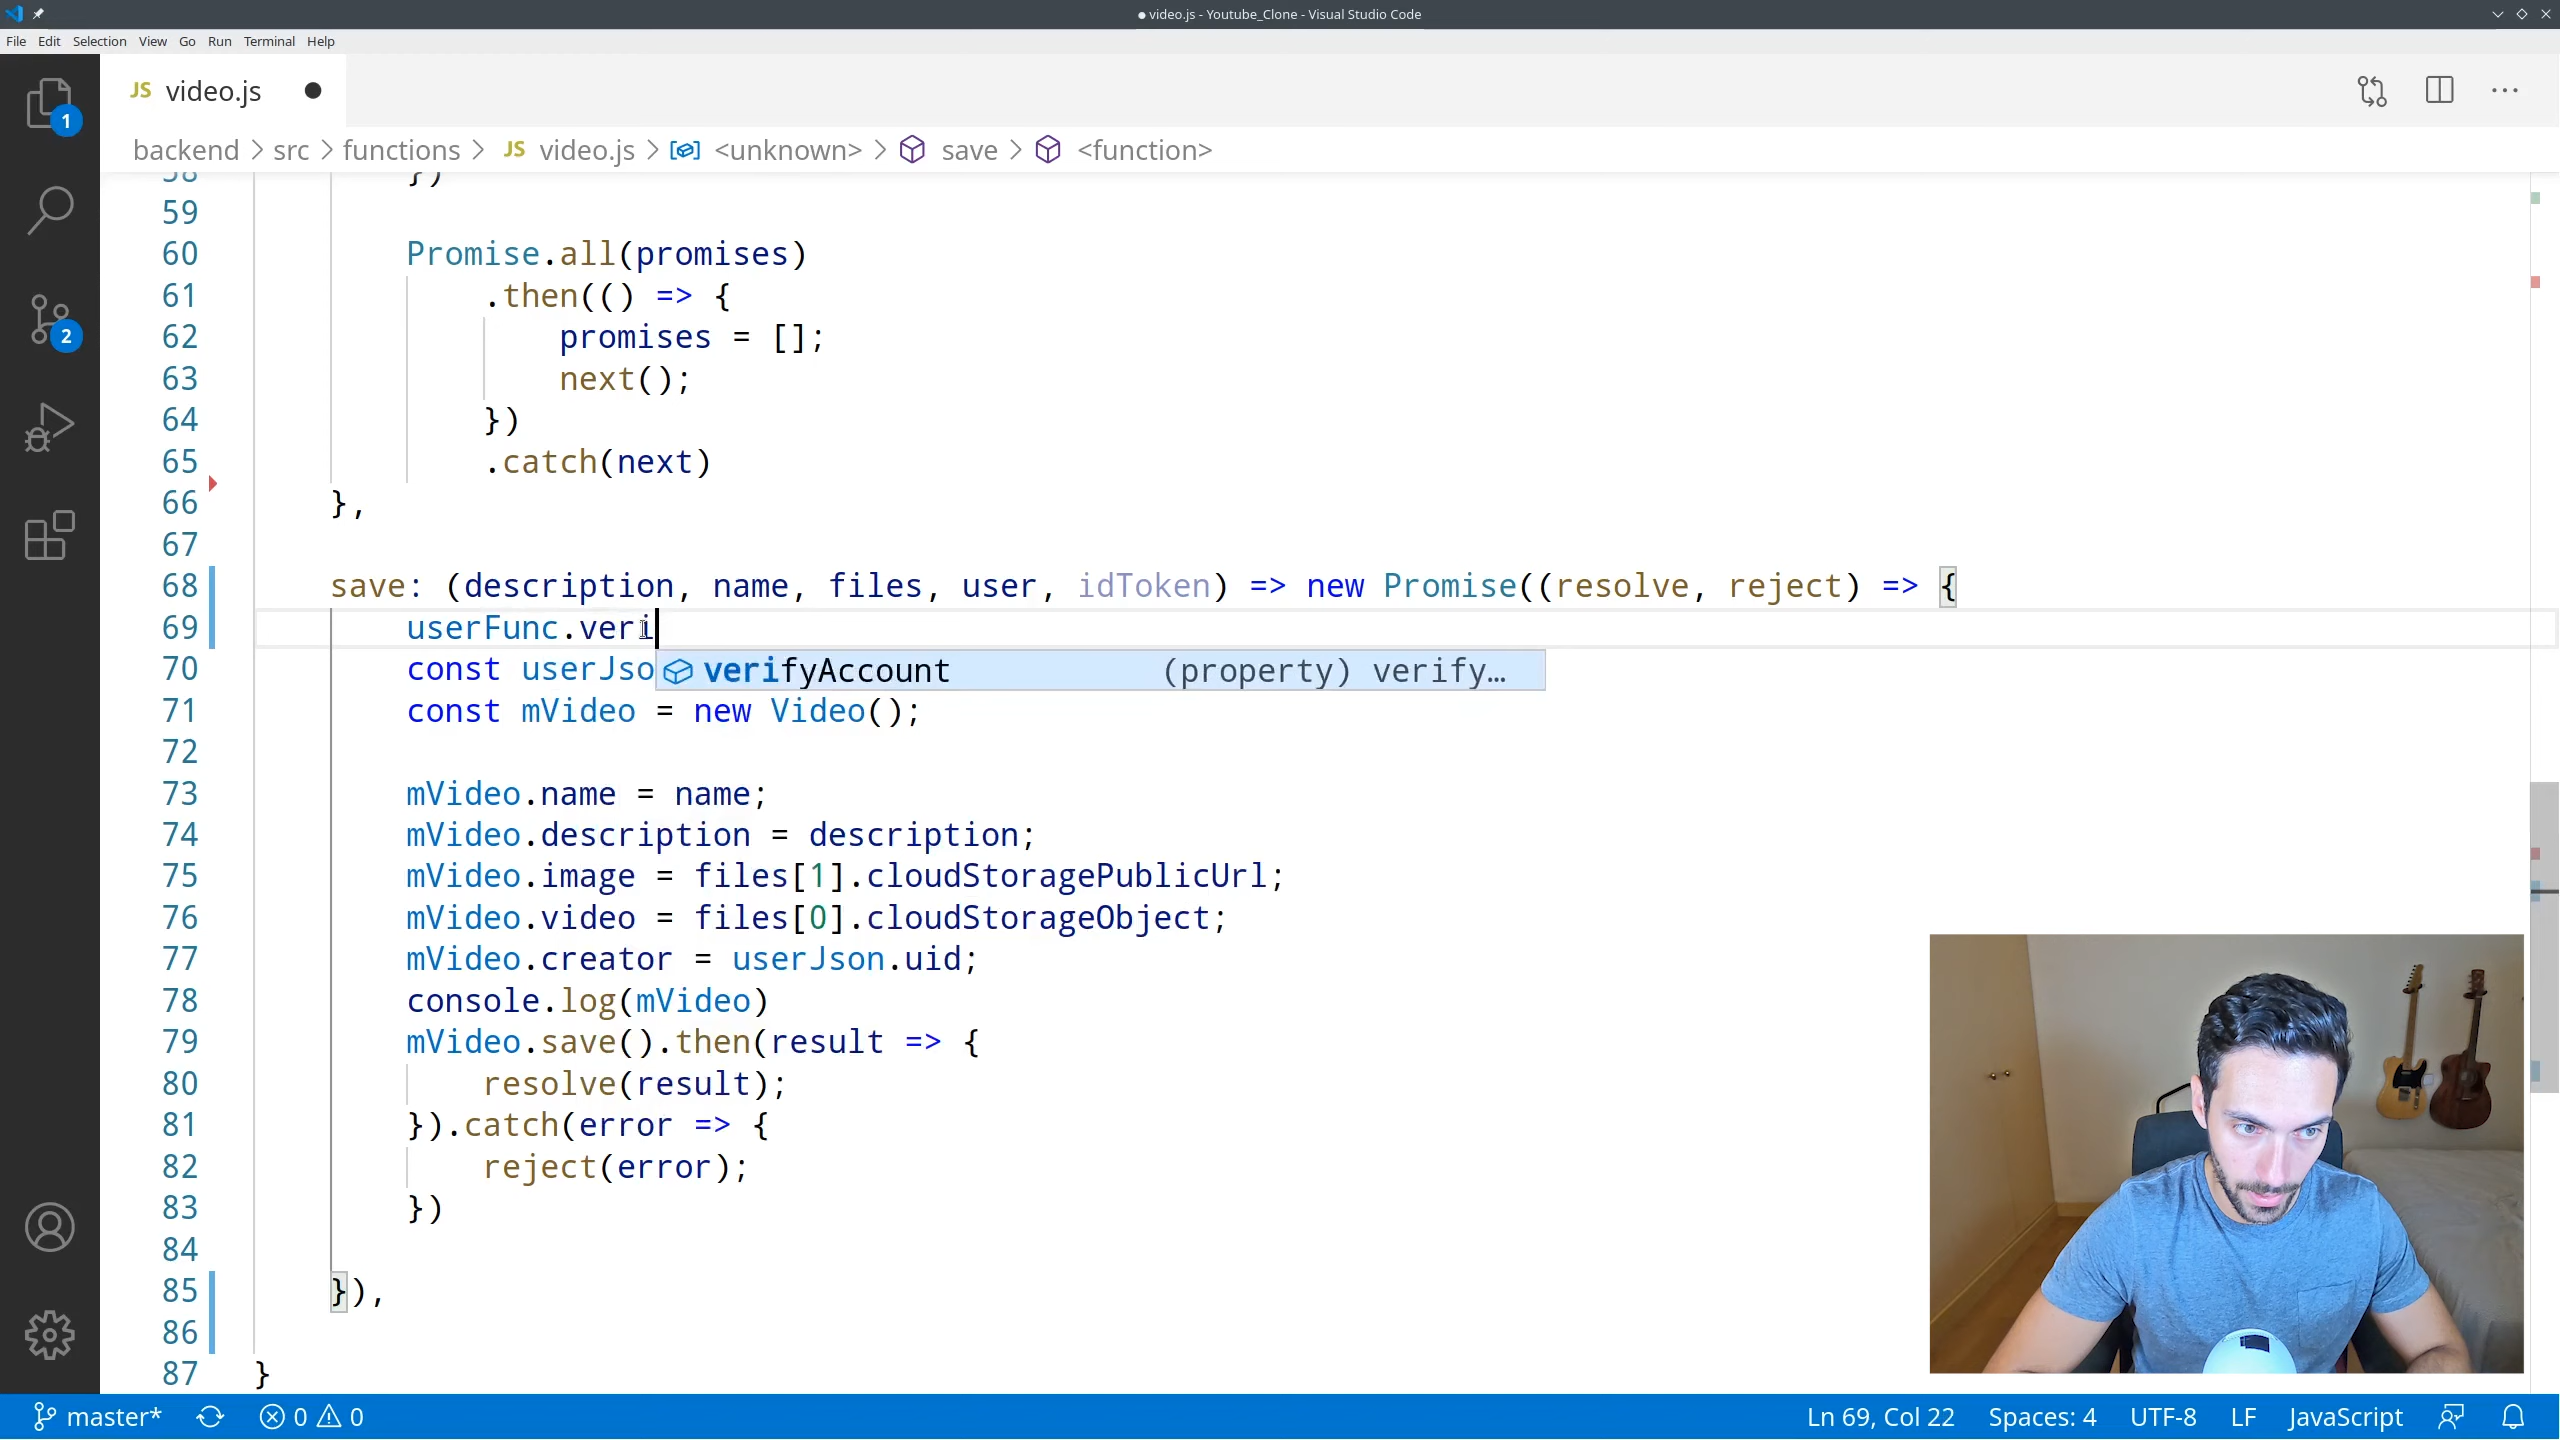 video.js - Youtube_Clone - Visual Studio Code
File Edit Selection View Go Run Terminal Help
JS video.js
backend > src > functions > JS video.js > <unknown> > save > <function>
58 })
59
60 Promise.all(promises)
61 .then(() => {
62 promises = [];
63 next();
64 })
65 .catch(next)
66 },
67
68 save: (description, name, files, user, idToken) => new Promise((resolve, reject) => {
69 userFunc.veri
70 const userJso
verifyAccount (property) verify…
71 const mVideo = new Video();
72
73 mVideo.name = name;
74 mVideo.description = description;
75 mVideo.image = files[1].cloudStoragePublicUrl;
76 mVideo.video = files[0].cloudStorageObject;
77 mVideo.creator = userJson.uid;
78 console.log(mVideo)
79 mVideo.save().then(result => {
80 resolve(result);
81 }).catch(error => {
82 reject(error);
83 })
84
85 }),
86
87 }
1
2
master* 0 0 Ln 69, Col 22 Spaces: 4 UTF-8 LF JavaScript